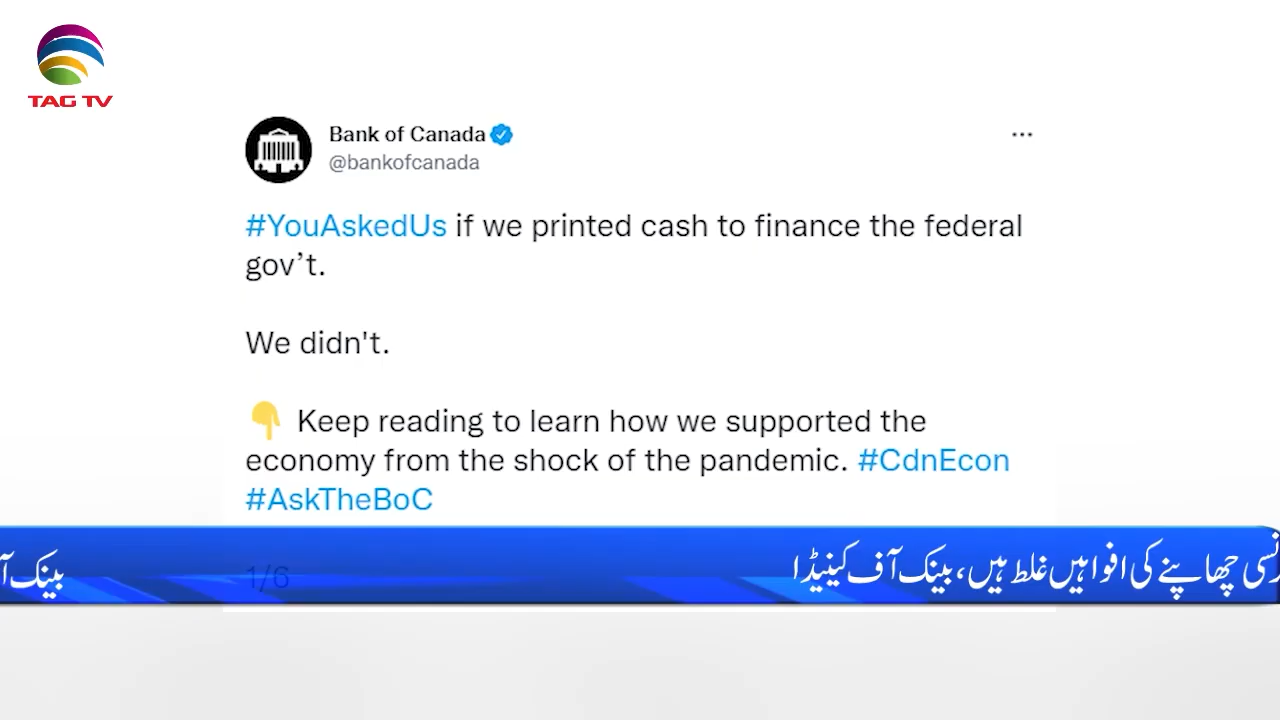 TAG TV
Bank of Canada
@bankofcanada
#YouAskedUs if we printed cash to finance the federal
gov’t.
We didn't.
👇 Keep reading to learn how we supported the
economy from the shock of the pandemic. #CdnEcon
#AskTheBoC
1/6
چھاپنے کی افواہیں غلط ہیں، بینک آف کینیڈا
بینک